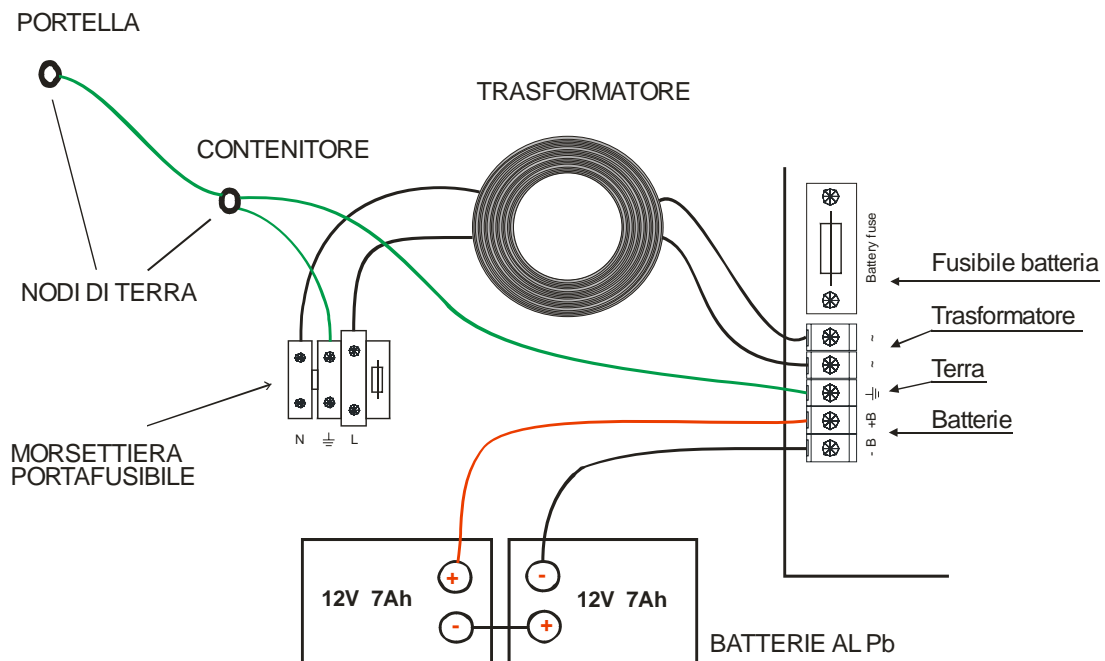 PORTELLA
TRASFORMATORE
CONTENITORE
NODI DI TERRA
Battery fuse
Fusibile batteria
~
Trasformatore
~
Terra
+B
Batterie
- B
N L
MORSETTIERA
PORTAFUSIBILE
+ -
12V 7Ah 12V 7Ah
- +
BATTERIE AL Pb